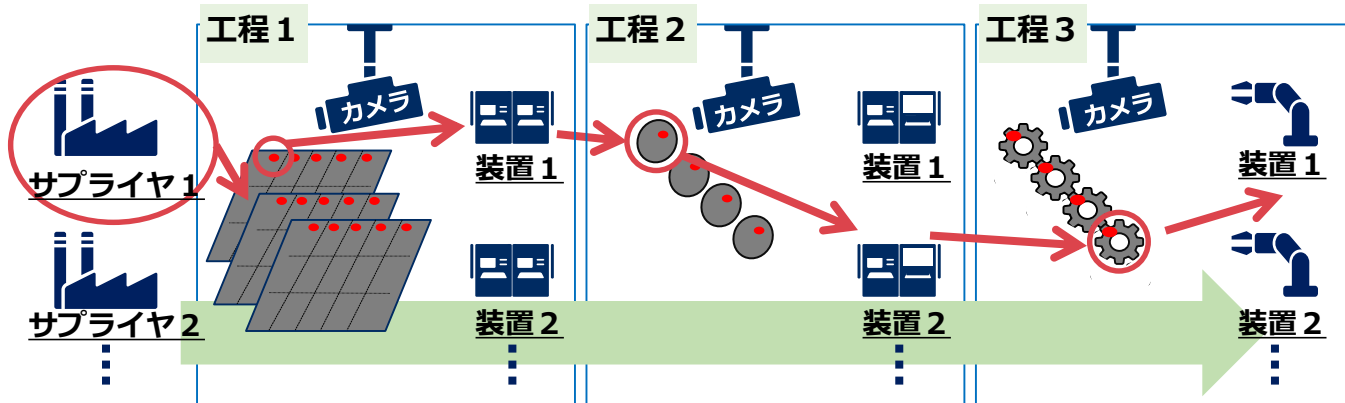 工程１
工程２
工程３
カメラ
カメラ
カメラ
サプライヤ１
装置１
装置１
装置１
サプライヤ２
装置２
装置２
装置２